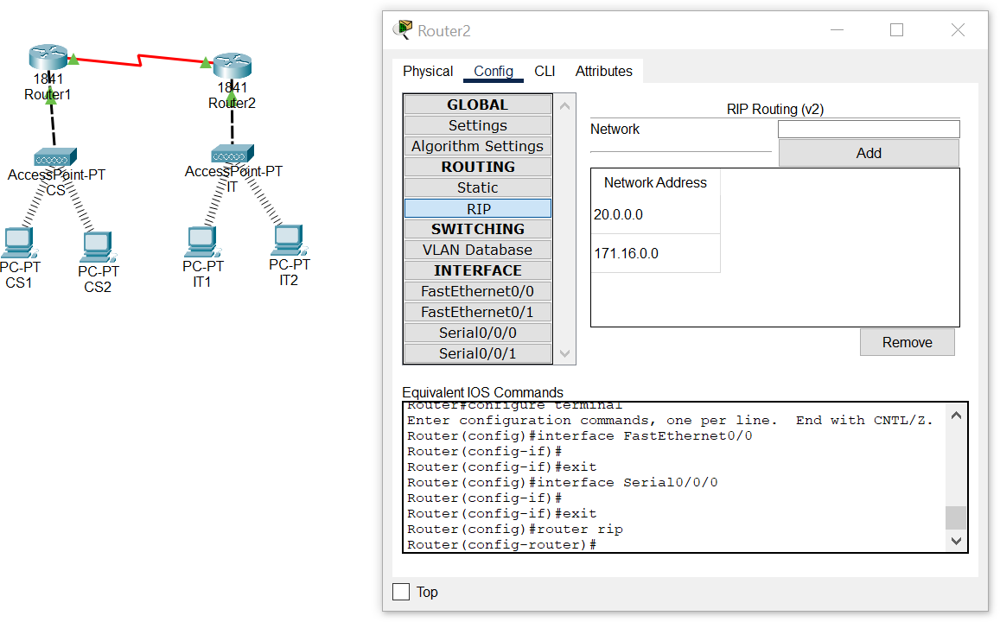 1841
Router1
1841
Router2
AccessPoint-PT
CS
AccessPoint-PT
IT
PC-PT
CS1
PC-PT
CS2
PC-PT
IT1
PC-PT
IT2
Router2
Physical Config CLI Attributes
GLOBAL
Settings
Algorithm Settings
ROUTING
Static
RIP
SWITCHING
VLAN Database
INTERFACE
FastEthernet0/0
FastEthernet0/1
Serial0/0/0
Serial0/0/1
RIP Routing (v2)
Network
Add
Network Address
20.0.0.0
171.16.0.0
Remove
Equivalent IOS Commands
Router#configure terminal
Enter configuration commands, one per line. End with CNTL/Z.
Router(config)#interface FastEthernet0/0
Router(config-if)#
Router(config-if)#exit
Router(config)#interface Serial0/0/0
Router(config-if)#
Router(config-if)#exit
Router(config)#router rip
Router(config-router)#
Top